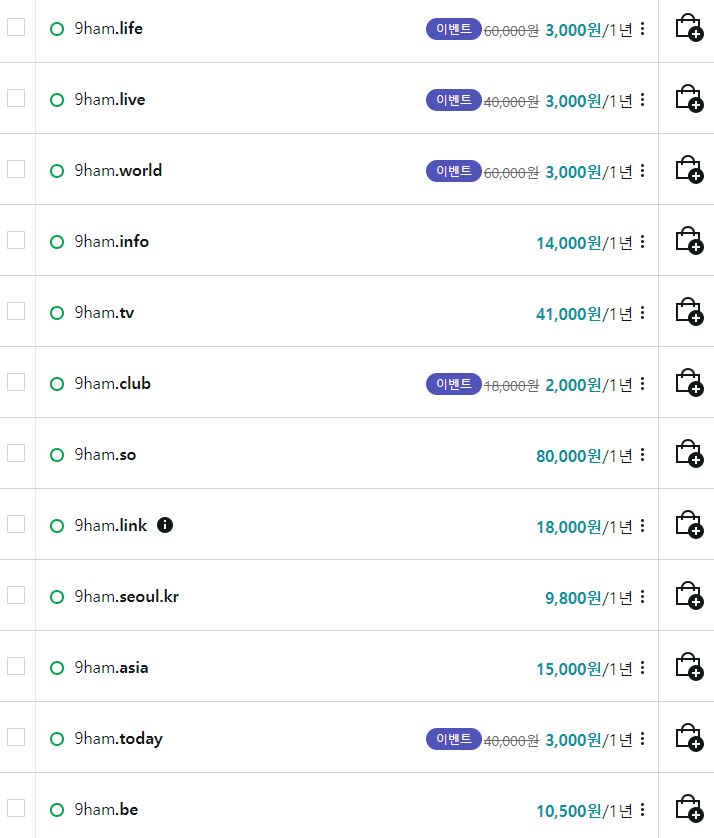 9ham.life 이벤트 60,000원 3,000원/1년
9ham.live 이벤트 40,000원 3,000원/1년
9ham.world 이벤트 60,000원 3,000원/1년
9ham.info 14,000원/1년
9ham.tv 41,000원/1년
9ham.club 이벤트 18,000원 2,000원/1년
9ham.so 80,000원/1년
9ham.link 18,000원/1년
9ham.seoul.kr 9,800원/1년
9ham.asia 15,000원/1년
9ham.today 이벤트 40,000원 3,000원/1년
9ham.be 10,500원/1년